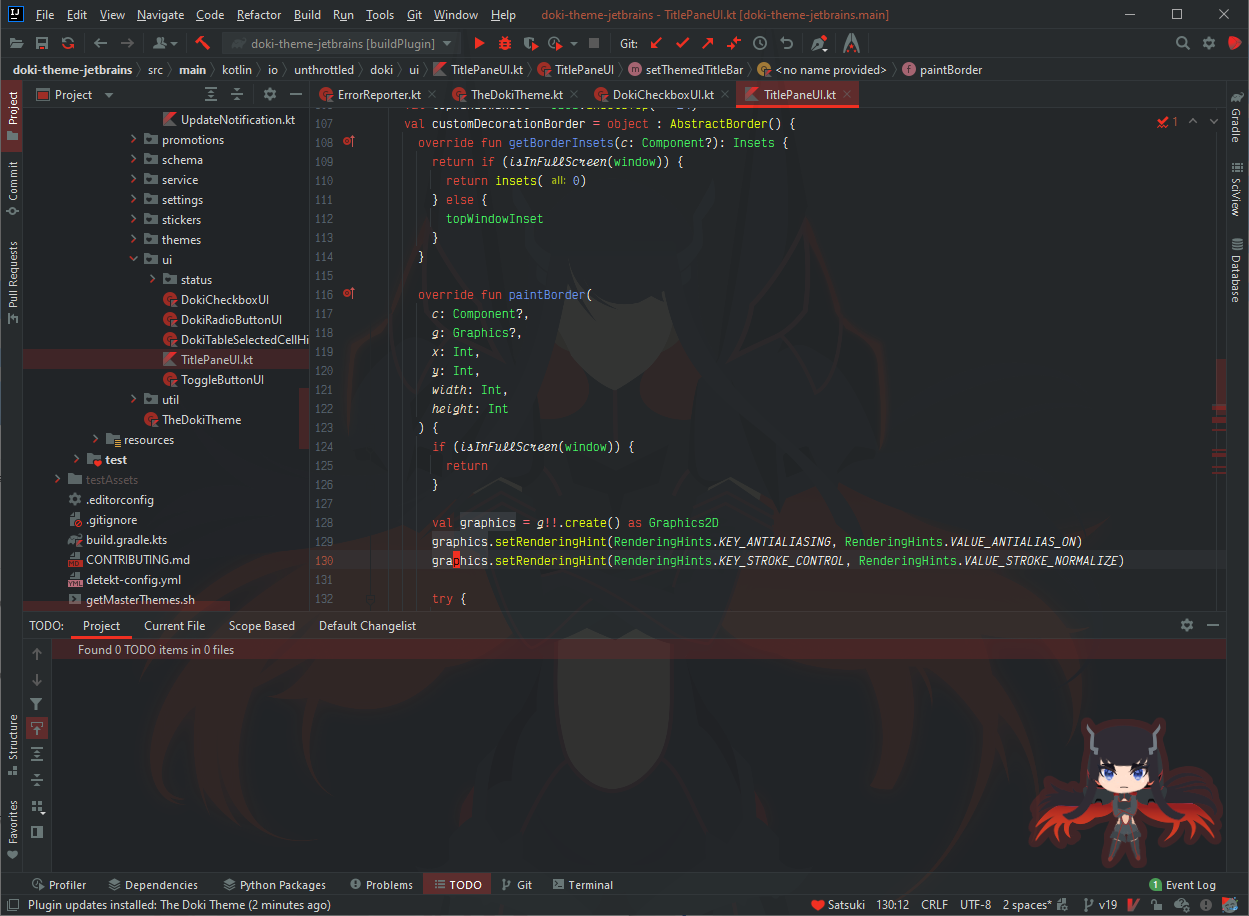 File Edit View Navigate Code Refactor Build Run Tools Git Window Help doki-theme-jetbrains - TitlePaneUI.kt [doki-theme-jetbrains.main]
doki-theme-jetbrains [buildPlugin] Git:
doki-theme-jetbrains src main kotlin io unthrottled doki ui TitlePaneUI.kt TitlePaneUI setThemedTitleBar <no name provided> paintBorder
Project
ErrorReporter.kt TheDokiTheme.kt DokiCheckboxUI.kt TitlePaneUI.kt
Project
Commit
Pull Requests
Structure
Favorites
UpdateNotification.kt
promotions
schema
service
settings
stickers
themes
ui
status
DokiCheckboxUI
DokiRadioButtonUI
DokiTableSelectedCellHi
TitlePaneUI.kt
ToggleButtonUI
util
TheDokiTheme
resources
test
testAssets
.editorconfig
.gitignore
build.gradle.kts
CONTRIBUTING.md
detekt-config.yml
getMasterThemes.sh
107 val customDecorationBorder = object : AbstractBorder() {
108 override fun getBorderInsets(c: Component?): Insets {
109 return if (isInFullScreen(window)) {
110 return insets( all: 0)
111 } else {
112 topWindowInset
113 }
114 }
115
116 override fun paintBorder(
117 c: Component?,
118 g: Graphics?,
119 x: Int,
120 y: Int,
121 width: Int,
122 height: Int
123 ) {
124 if (isInFullScreen(window)) {
125 return
126 }
127
128 val graphics = g!!.create() as Graphics2D
129 graphics.setRenderingHint(RenderingHints.KEY_ANTIALIASING, RenderingHints.VALUE_ANTIALIAS_ON)
130 graphics.setRenderingHint(RenderingHints.KEY_STROKE_CONTROL, RenderingHints.VALUE_STROKE_NORMALIZE)
131
132 try {
1
Gradle
SciView
Database
TODO: Project Current File Scope Based Default Changelist
Found 0 TODO items in 0 files
Profiler Dependencies Python Packages Problems TODO Git Terminal 1 Event Log
Plugin updates installed: The Doki Theme (2 minutes ago) Satsuki 130:12 CRLF UTF-8 2 spaces* v19